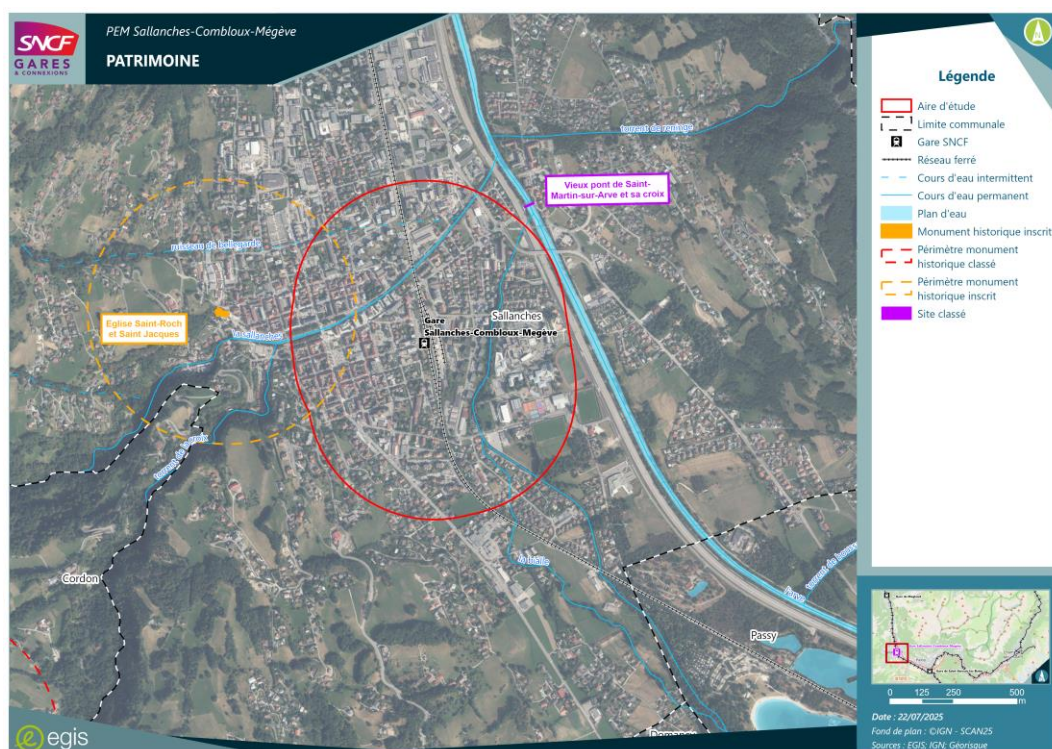 SNCF
GARES
& CONNEXIONS
PEM Sallanches-Combloux-Mégève
PATRIMOINE
torrent de reninge
Vieux pont de Saint-
Martin-sur-Arve et sa croix
ruisseau de bellegarde
Eglise Saint-Roch
et Saint Jacques
la sallanches
Sallanches
Gare
Sallanches-Combloux-Megève
torrent de la croix
Cordon
la biâlle
l'arve
Passy
Légende
Aire d'étude
Limite communale
Gare SNCF
Réseau ferré
Cours d'eau intermittent
Cours d'eau permanent
Plan d'eau
Monument historique inscrit
Périmètre monument
historique classé
Périmètre monument
historique inscrit
Site classé
0 125 250 500
m
Date : 22/07/2025
Fond de plan : ©IGN - SCAN25
Sources : EGIS; IGN; Géorisque
egis